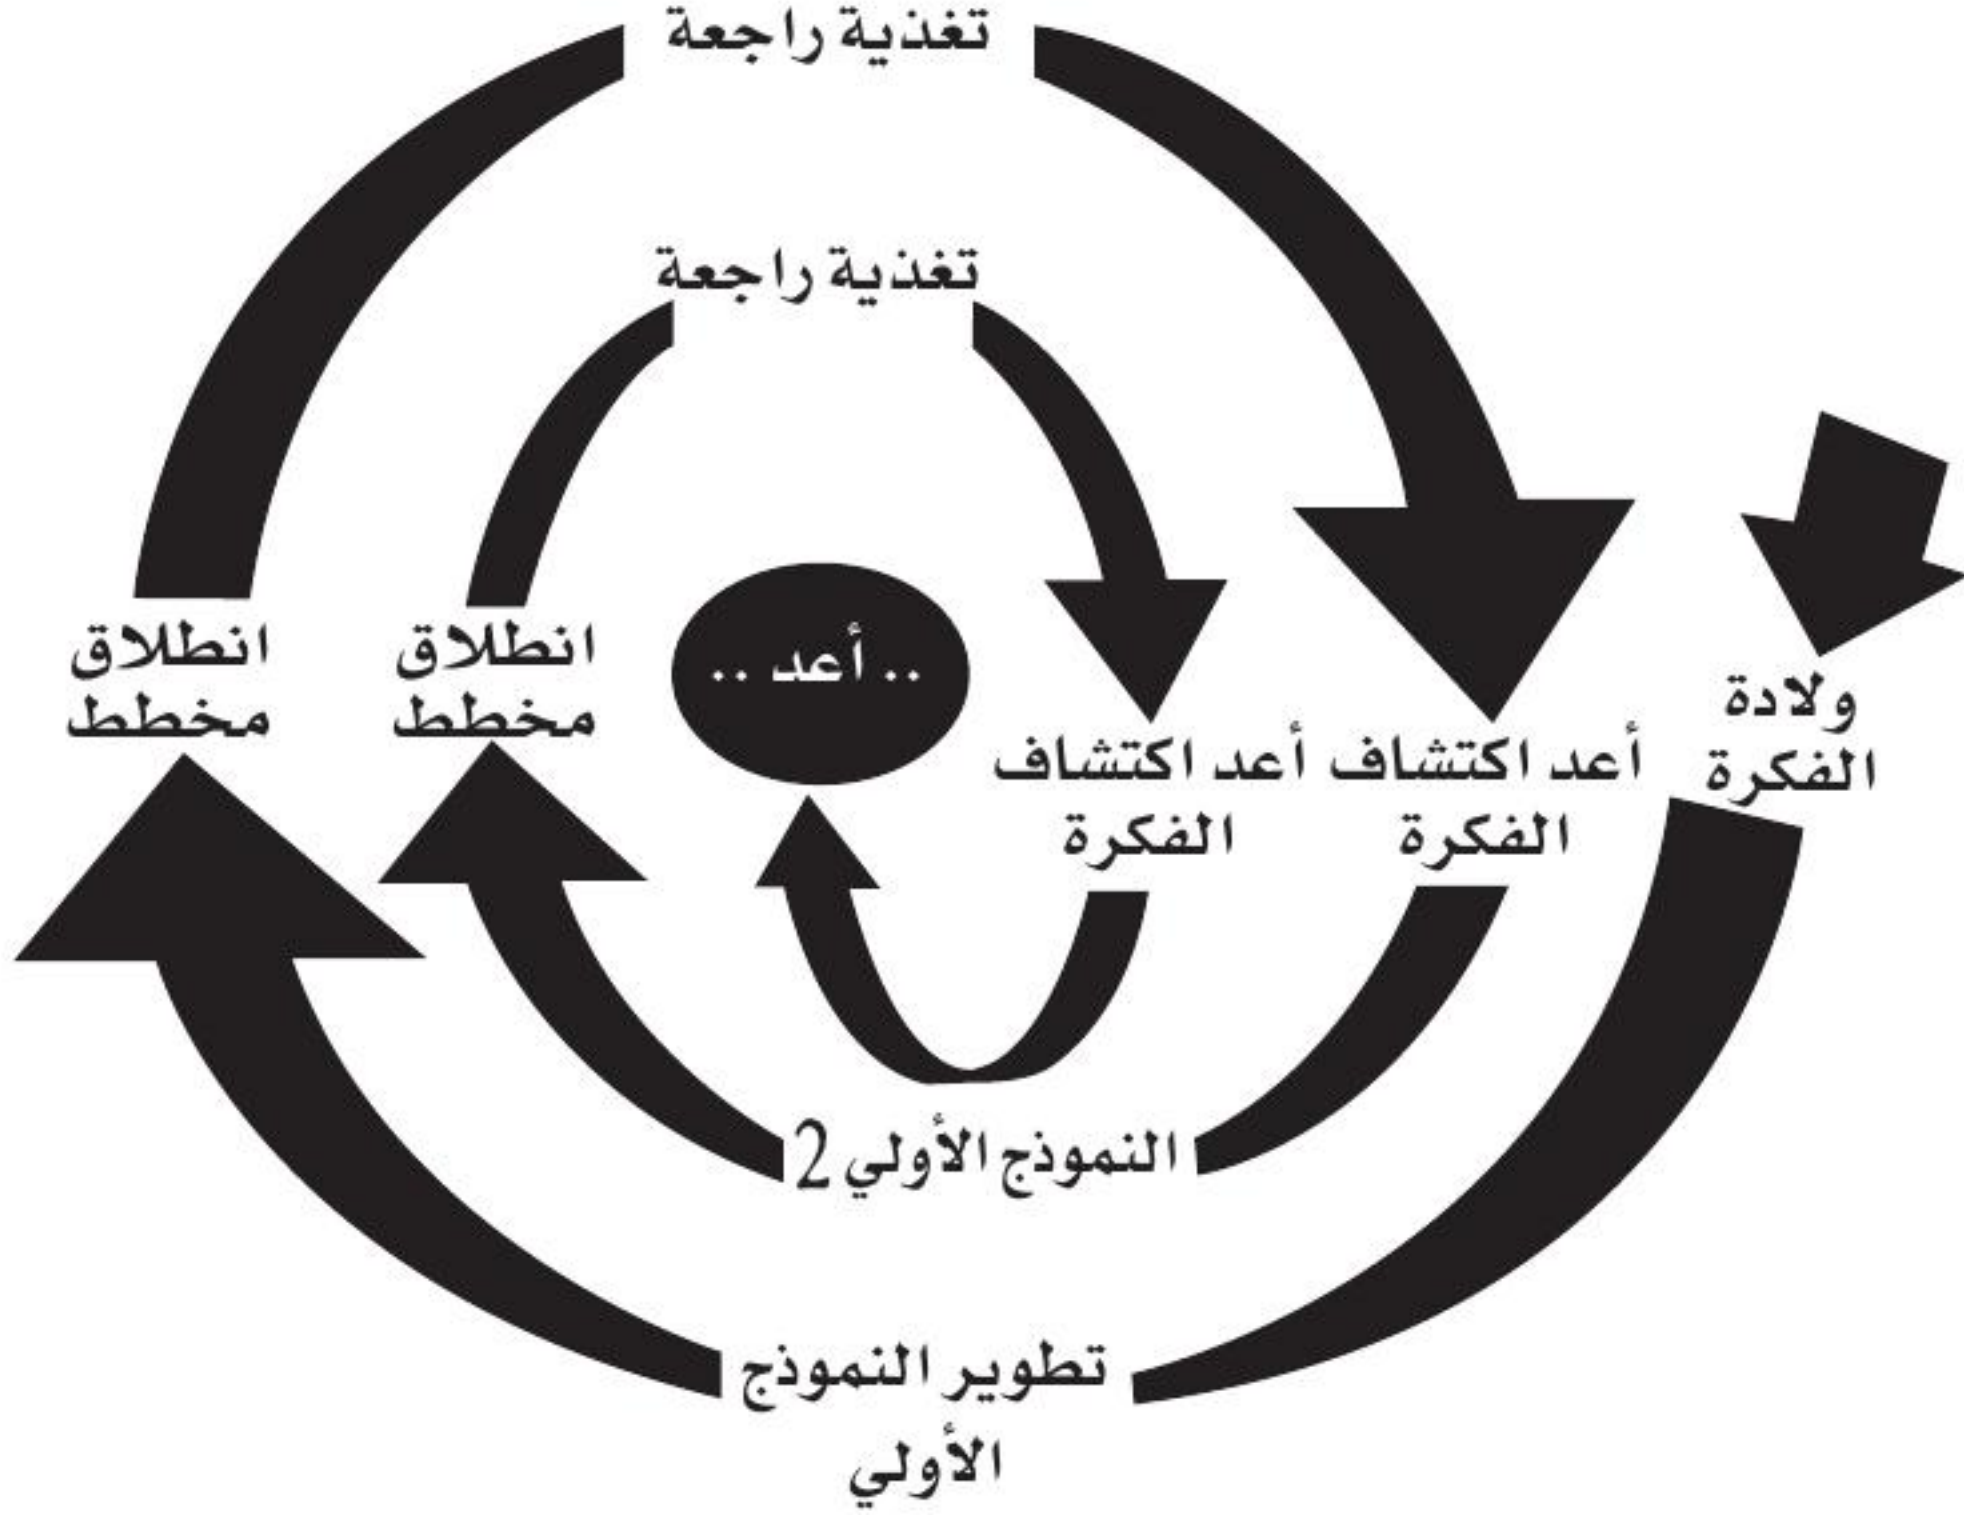 تغذية راجعة
تغذية راجعة
ولادة
الفكرة
أعد اكتشاف
الفكرة
أعد اكتشاف
الفكرة
.. أعد ..
انطلاق
مخطط
انطلاق
مخطط
النموذج الأولي 2
تطوير النموذج
الأولي